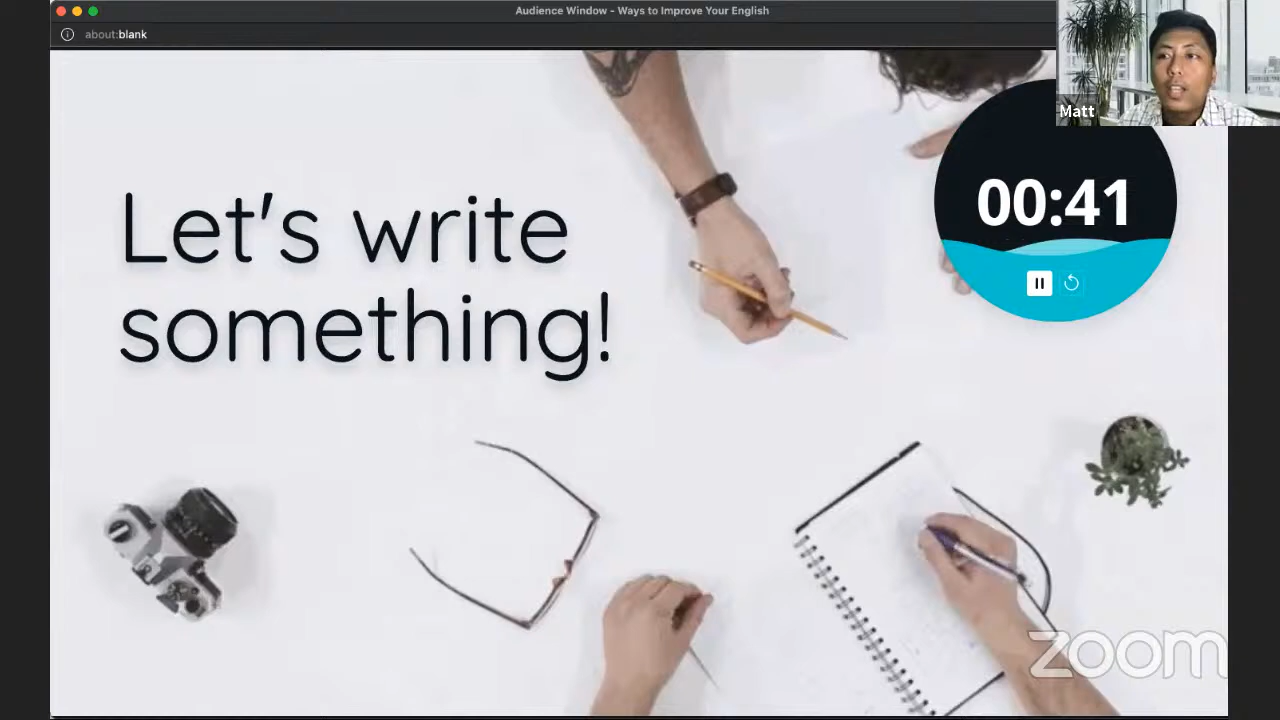 Audience Window - Ways to Improve Your English
about:blank
Matt
00:41
Let's write
something!
zoom